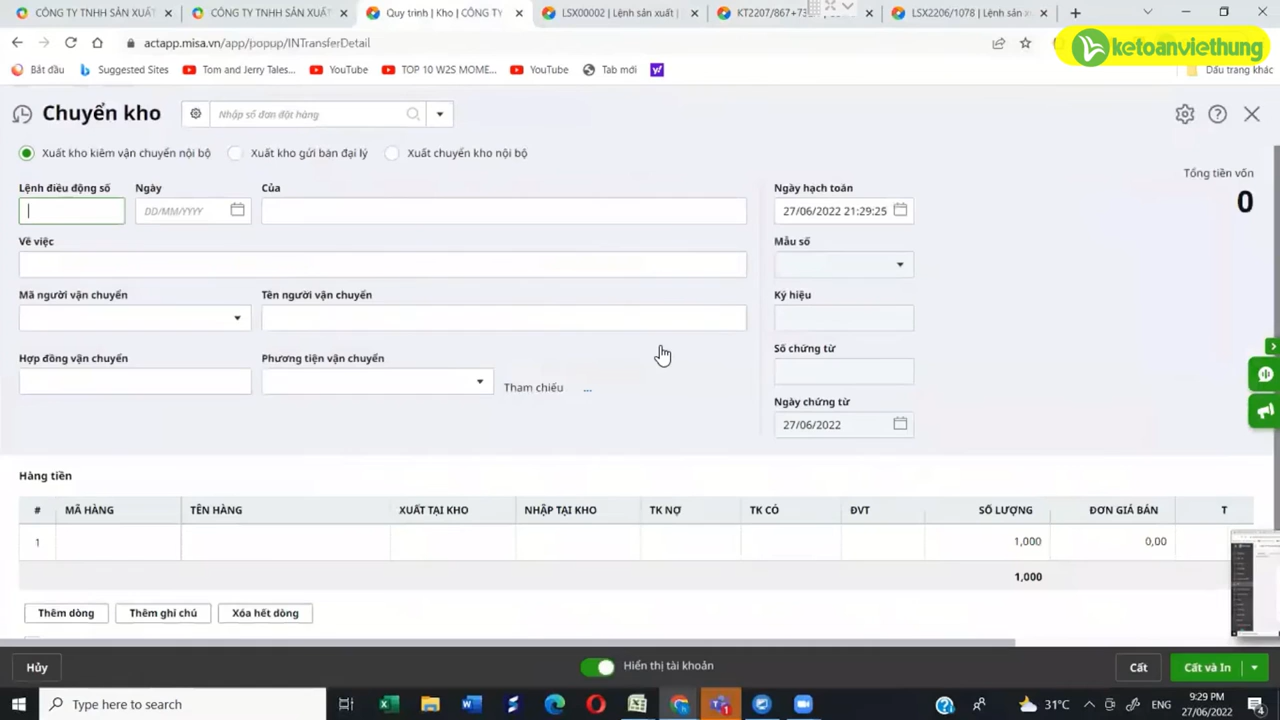 CÔNG TY TNHH SẢN XUẤT
CÔNG TY TNHH SẢN XUẤT
Quy trình | Kho | CÔNG TY
LSX00002 | Lệnh sản xuất |
KT2207/867+73
LSX2206/1078 | Lệnh sản x
actapp.misa.vn/app/popup/INTransferDetail
ketoanviethung
Bắt đầu
Suggested Sites
Tom and Jerry Tales...
YouTube
TOP 10 W2S MOME...
YouTube
Tab mới
Dấu trang khác
Chuyển kho
Nhập số đơn đặt hàng
Xuất kho kiêm vận chuyển nội bộ
Xuất kho gửi bán đại lý
Xuất chuyển kho nội bộ
Tổng tiền vốn
0
Lệnh điều động số
Ngày
Của
Ngày hạch toán
DD/MM/YYYY
27/06/2022 21:29:25
Về việc
Mẫu số
Mã người vận chuyển
Tên người vận chuyển
Ký hiệu
Hợp đồng vận chuyển
Phương tiện vận chuyển
Số chứng từ
Tham chiếu ...
Ngày chứng từ
27/06/2022
Hàng tiền
# MÃ HÀNG TÊN HÀNG XUẤT TẠI KHO NHẬP TẠI KHO TK NỢ TK CÓ ĐVT SỐ LƯỢNG ĐƠN GIÁ BÁN T
1 1,000 0,00
1,000
Thêm dòng
Thêm ghi chú
Xóa hết dòng
Hủy
Hiển thị tài khoản
Cất
Cất và In
Type here to search
31°C
ENG
9:29 PM
27/06/2022
4